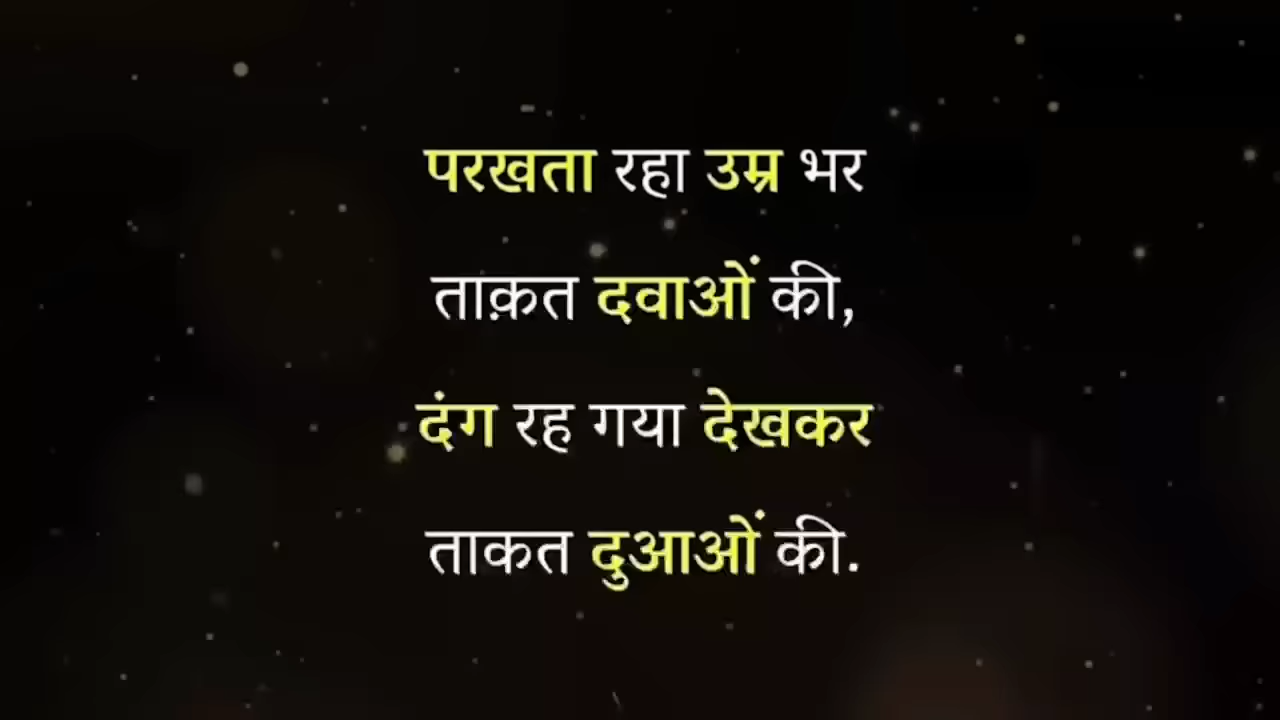 परखता रहा उम्र भर
ताक़त दवाओं की,
दंग रह गया देखकर
ताकत दुआओं की.